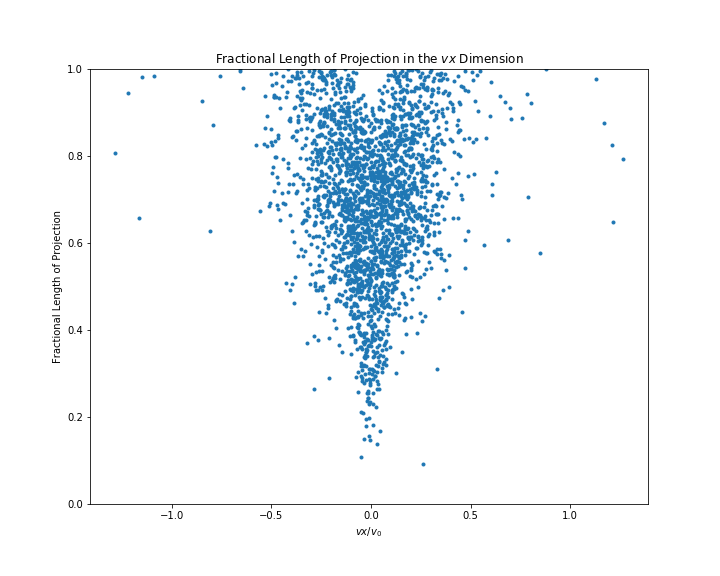 Fractional Length of Projection in the vx Dimension
1.0
0.8
0.6
0.4
0.2
0.0
Fractional Length of Projection
−1.0 −0.5 0.0 0.5 1.0
vx/v₀